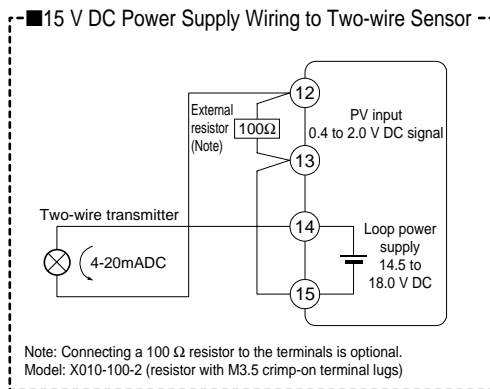 ■15 V DC Power Supply Wiring to Two-wire Sensor
12
External
resistor
(Note)
100Ω
PV input
0.4 to 2.0 V DC signal
13
Two-wire transmitter
14
Loop power
supply
14.5 to
18.0 V DC
4-20mADC
15
Note: Connecting a 100 Ω resistor to the terminals is optional.
Model: X010-100-2 (resistor with M3.5 crimp-on terminal lugs)